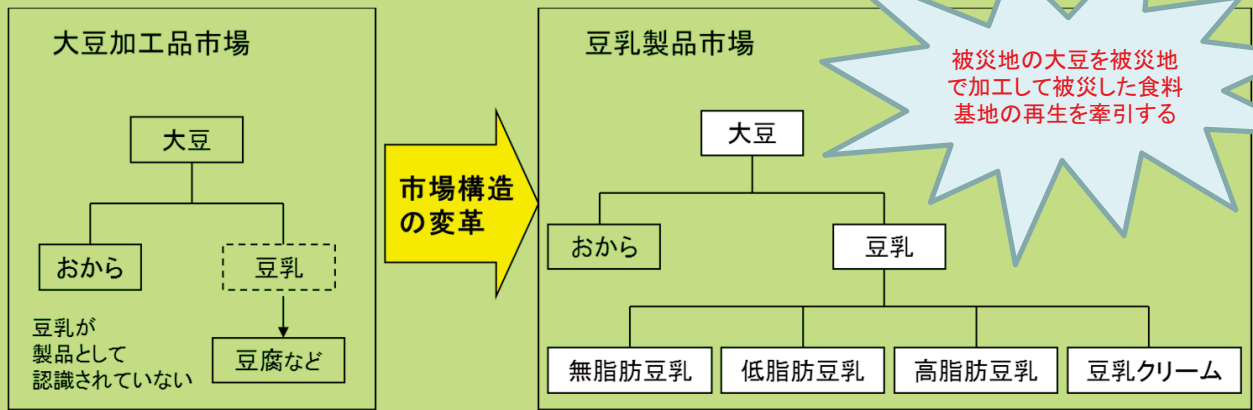 大豆加工品市場
大豆
おから
豆乳
豆乳が
製品として
認識されていない
豆腐など
市場構造
の変革
豆乳製品市場
被災地の大豆を被災地
で加工して被災した食料
基地の再生を牽引する
大豆
おから
豆乳
無脂肪豆乳
低脂肪豆乳
高脂肪豆乳
豆乳クリーム